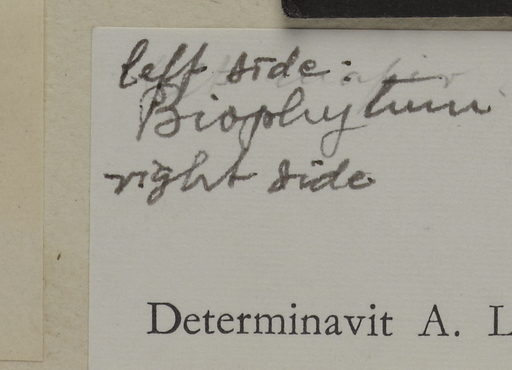 left side:
Biophytum
right side
Determinavit A. L